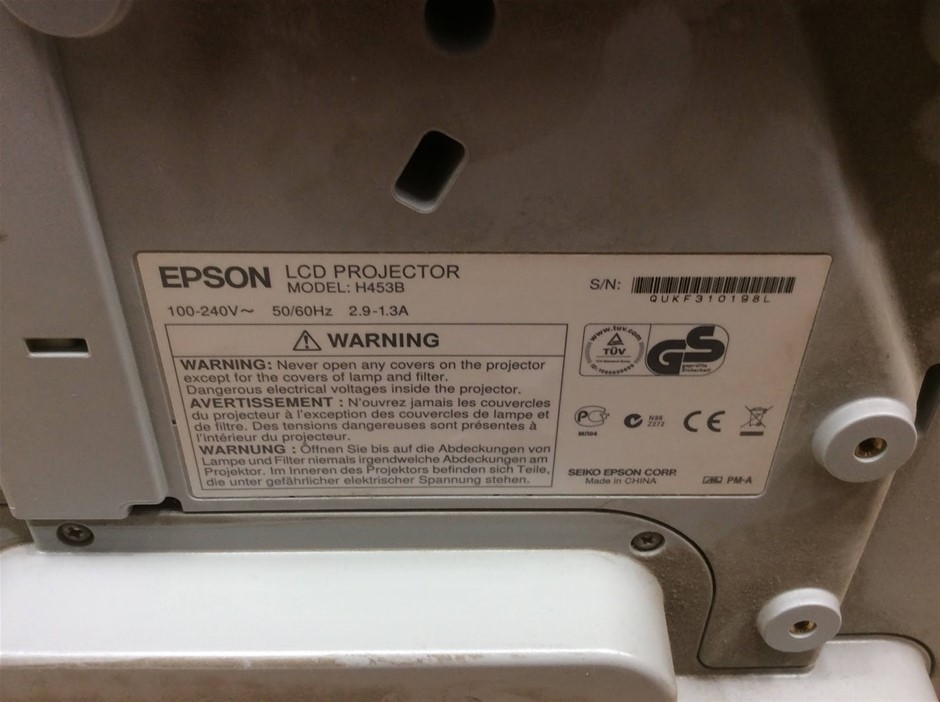 EPSON LCD PROJECTOR
MODEL: H453B
S/N:
QUKF310198L
100-240V~ 50/60Hz 2.9-1.3A
WARNING
WARNING: Never open any covers on the projector
except for the covers of lamp and filter.
Dangerous electrical voltages inside the projector.
AVERTISSEMENT : N'ouvrez jamais les couvercles
du projecteur à l'exception des couvercles de lampe et
de filtre. Des tensions dangereuses sont présentes à
l'intérieur du projecteur.
WARNUNG : Öffnen Sie bis auf die Abdeckungen von
Lampe und Filter niemals irgendwelche Abdeckungen am
Projektor. Im Inneren des Projektors befinden sich Teile,
die unter gefährlicher elektrischer Spannung stehen.
www.tuv.com
TÜV
GS
geprüfte
Sicherheit
N28
Z272
CE
SEIKO EPSON CORP.
Made in CHINA
PM-A